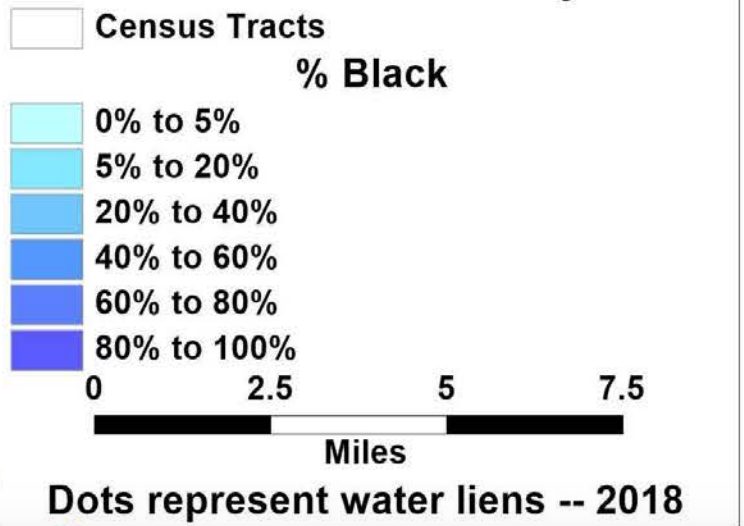 Census Tracts
% Black
0% to 5%
5% to 20%
20% to 40%
40% to 60%
60% to 80%
80% to 100%
0 2.5 5 7.5
Miles
Dots represent water liens -- 2018